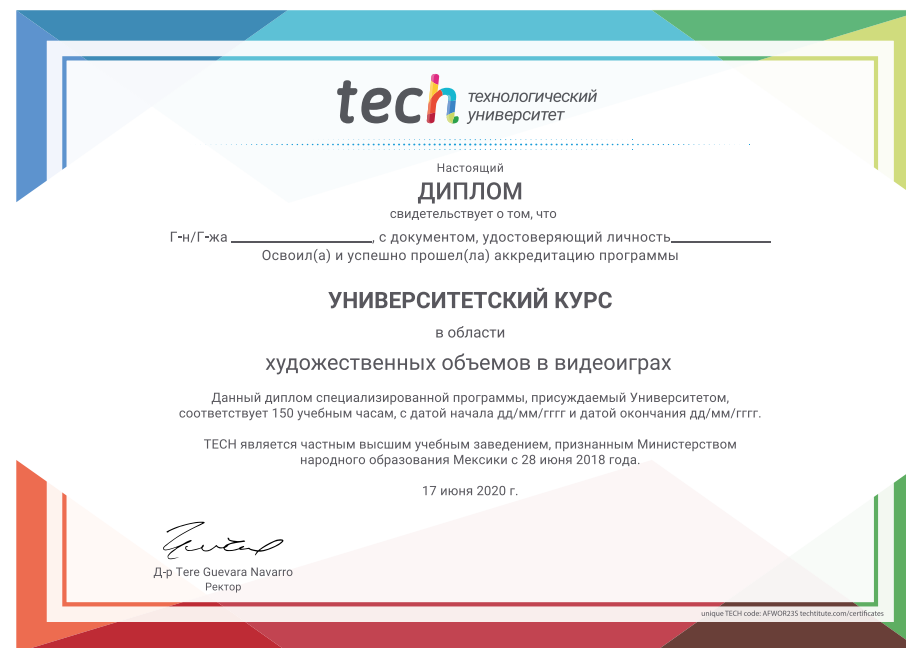 tech технологический
университет
Настоящий
ДИПЛОМ
свидетельствует о том, что
Г-н/Г-жа ____________________, с документом, удостоверяющий личность______________
Освоил(а) и успешно прошел(ла) аккредитацию программы
УНИВЕРСИТЕТСКИЙ КУРС
в области
художественных объемов в видеоиграх
Данный диплом специализированной программы, присуждаемый Университетом,
соответствует 150 учебным часам, с датой начала дд/мм/гггг и датой окончания дд/мм/гггг.
TECH является частным высшим учебным заведением, признанным Министерством
народного образования Мексики с 28 июня 2018 года.
17 июня 2020 г.
Д-р Tere Guevara Navarro
Ректор
unique TECH code: AFWOR23S techtitute.com/certificates